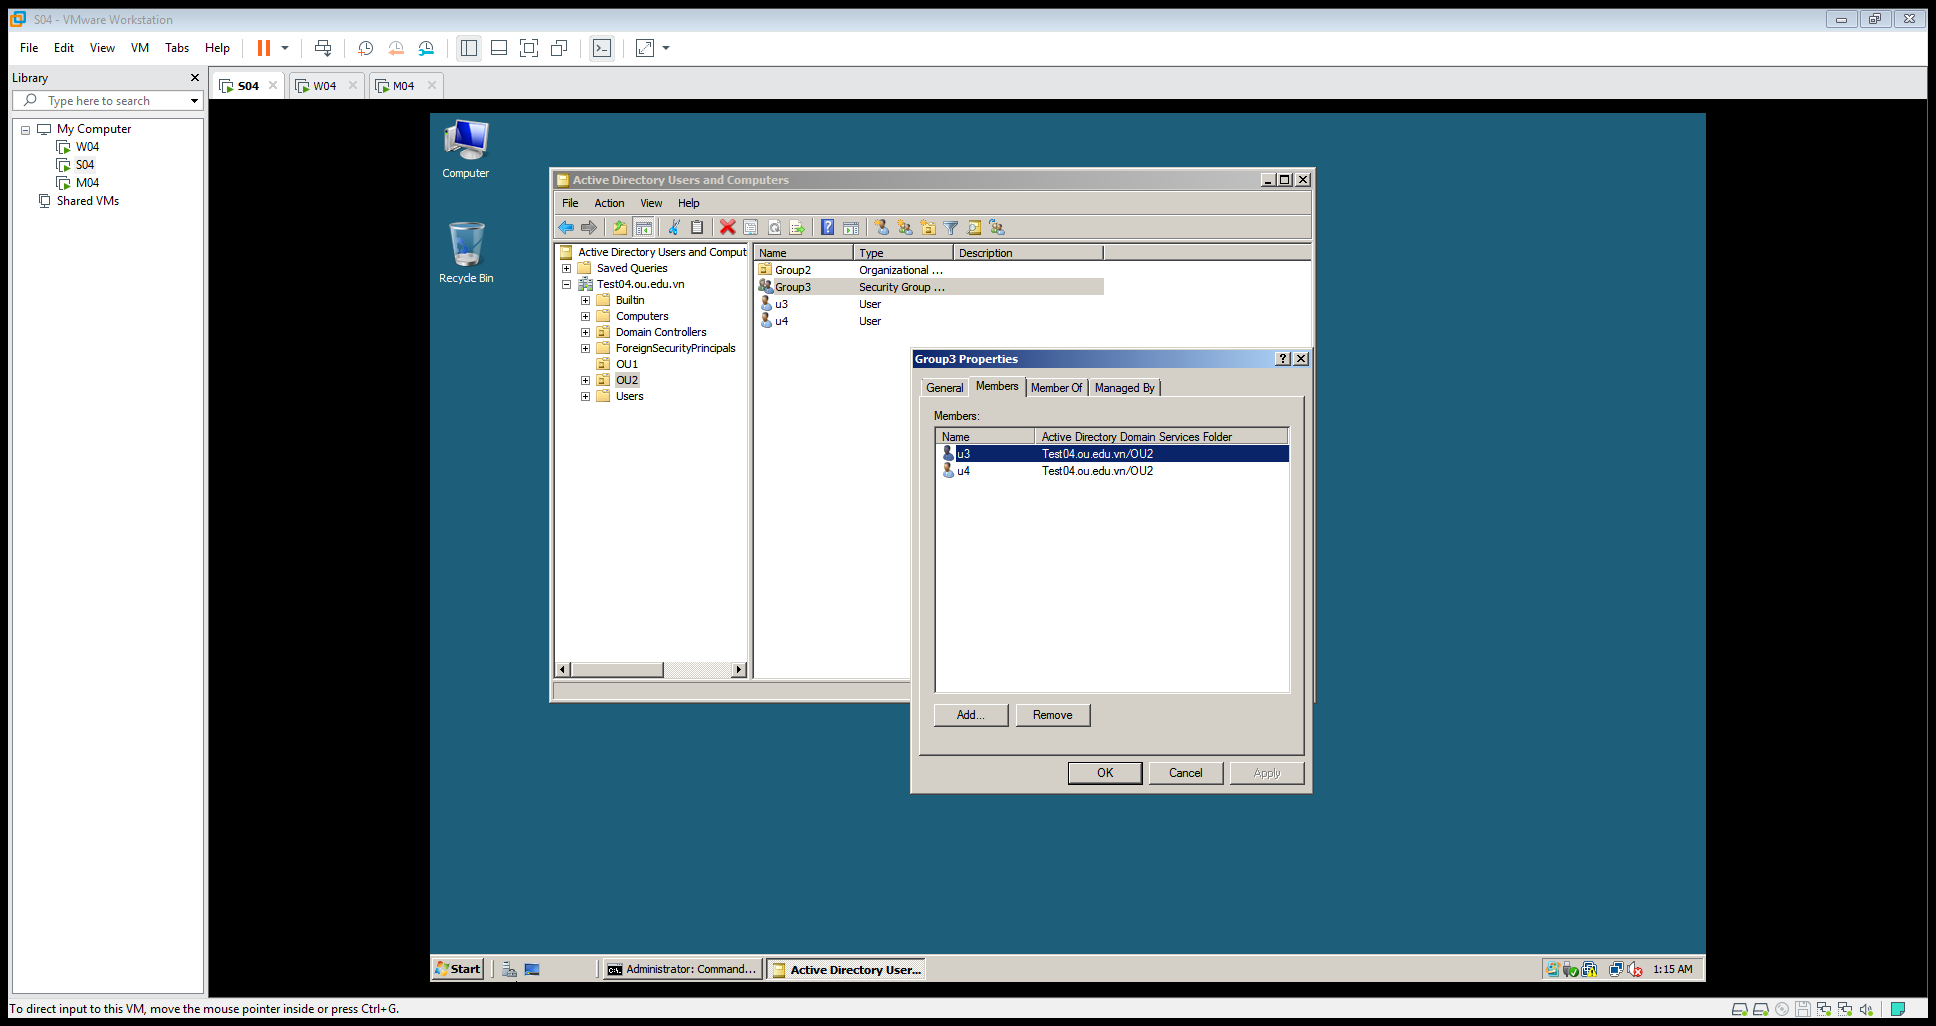 S04 - VMware Workstation
File Edit View VM Tabs Help
Library
Type here to search
My Computer
W04
S04
M04
Shared VMs
S04 W04 M04
Computer
Recycle Bin
Active Directory Users and Computers
File Action View Help
Active Directory Users and Comput
Saved Queries
Test04.ou.edu.vn
Builtin
Computers
Domain Controllers
ForeignSecurityPrincipals
OU1
OU2
Users
Name Type Description
Group2 Organizational ...
Group3 Security Group ...
u3 User
u4 User
Group3 Properties
General Members Member Of Managed By
Members:
Name Active Directory Domain Services Folder
u3 Test04.ou.edu.vn/OU2
u4 Test04.ou.edu.vn/OU2
Add... Remove
OK Cancel Apply
Start Administrator: Command... Active Directory User... 1:15 AM
To direct input to this VM, move the mouse pointer inside or press Ctrl+G.